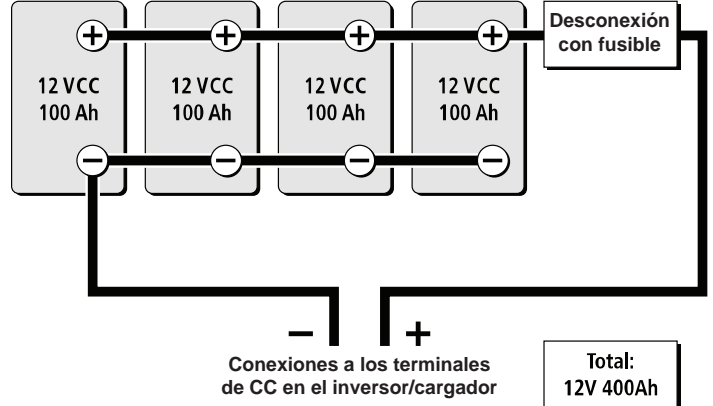 + + + +
Desconexión
con fusible
12 VCC
100 Ah
12 VCC
100 Ah
12 VCC
100 Ah
12 VCC
100 Ah
− − − −
− +
Conexiones a los terminales
de CC en el inversor/cargador
Total:
12V 400Ah